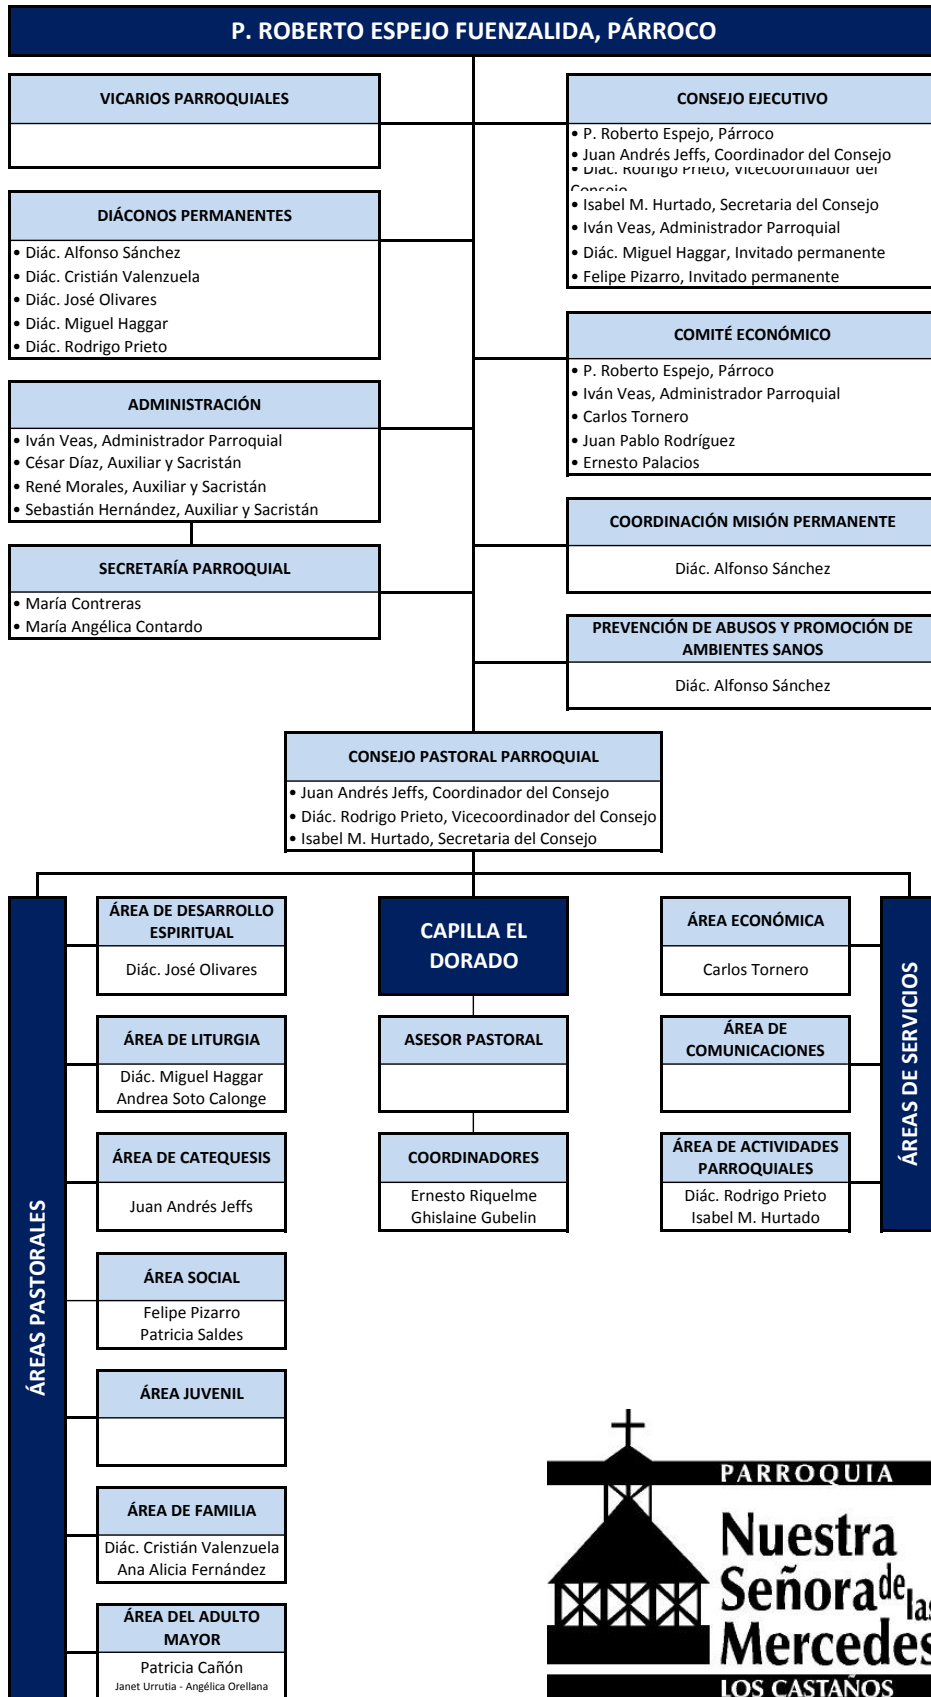 P. ROBERTO ESPEJO FUENZALIDA, PÁRROCO
VICARIOS PARROQUIALES
DIÁCONOS PERMANENTES
• Diác. Alfonso Sánchez
• Diác. Cristián Valenzuela
• Diác. José Olivares
• Diác. Miguel Haggar
• Diác. Rodrigo Prieto
ADMINISTRACIÓN
• Iván Veas, Administrador Parroquial
• César Díaz, Auxiliar y Sacristán
• René Morales, Auxiliar y Sacristán
• Sebastián Hernández, Auxiliar y Sacristán
SECRETARÍA PARROQUIAL
• María Contreras
• María Angélica Contardo
CONSEJO EJECUTIVO
• P. Roberto Espejo, Párroco
• Juan Andrés Jeffs, Coordinador del Consejo
• Diác. Rodrigo Prieto, Vicecoordinador del
Consejo
• Isabel M. Hurtado, Secretaria del Consejo
• Iván Veas, Administrador Parroquial
• Diác. Miguel Haggar, Invitado permanente
• Felipe Pizarro, Invitado permanente
COMITÉ ECONÓMICO
• P. Roberto Espejo, Párroco
• Iván Veas, Administrador Parroquial
• Carlos Tornero
• Juan Pablo Rodríguez
• Ernesto Palacios
COORDINACIÓN MISIÓN PERMANENTE
Diác. Alfonso Sánchez
PREVENCIÓN DE ABUSOS Y PROMOCIÓN DE
AMBIENTES SANOS
Diác. Alfonso Sánchez
CONSEJO PASTORAL PARROQUIAL
• Juan Andrés Jeffs, Coordinador del Consejo
• Diác. Rodrigo Prieto, Vicecoordinador del Consejo
• Isabel M. Hurtado, Secretaria del Consejo
ÁREAS PASTORALES
ÁREA DE DESARROLLO
ESPIRITUAL
Diác. José Olivares
ÁREA DE LITURGIA
Diác. Miguel Haggar
Andrea Soto Calonge
ÁREA DE CATEQUESIS
Juan Andrés Jeffs
ÁREA SOCIAL
Felipe Pizarro
Patricia Saldes
ÁREA JUVENIL
ÁREA DE FAMILIA
Diác. Cristián Valenzuela
Ana Alicia Fernández
ÁREA DEL ADULTO
MAYOR
Patricia Cañón
Janet Urrutia - Angélica Orellana
CAPILLA EL
DORADO
ASESOR PASTORAL
COORDINADORES
Ernesto Riquelme
Ghislaine Gubelin
ÁREAS DE SERVICIOS
ÁREA ECONÓMICA
Carlos Tornero
ÁREA DE
COMUNICACIONES
ÁREA DE ACTIVIDADES
PARROQUIALES
Diác. Rodrigo Prieto
Isabel M. Hurtado
PARROQUIA
Nuestra
Señora de las
Mercedes
LOS CASTAÑOS